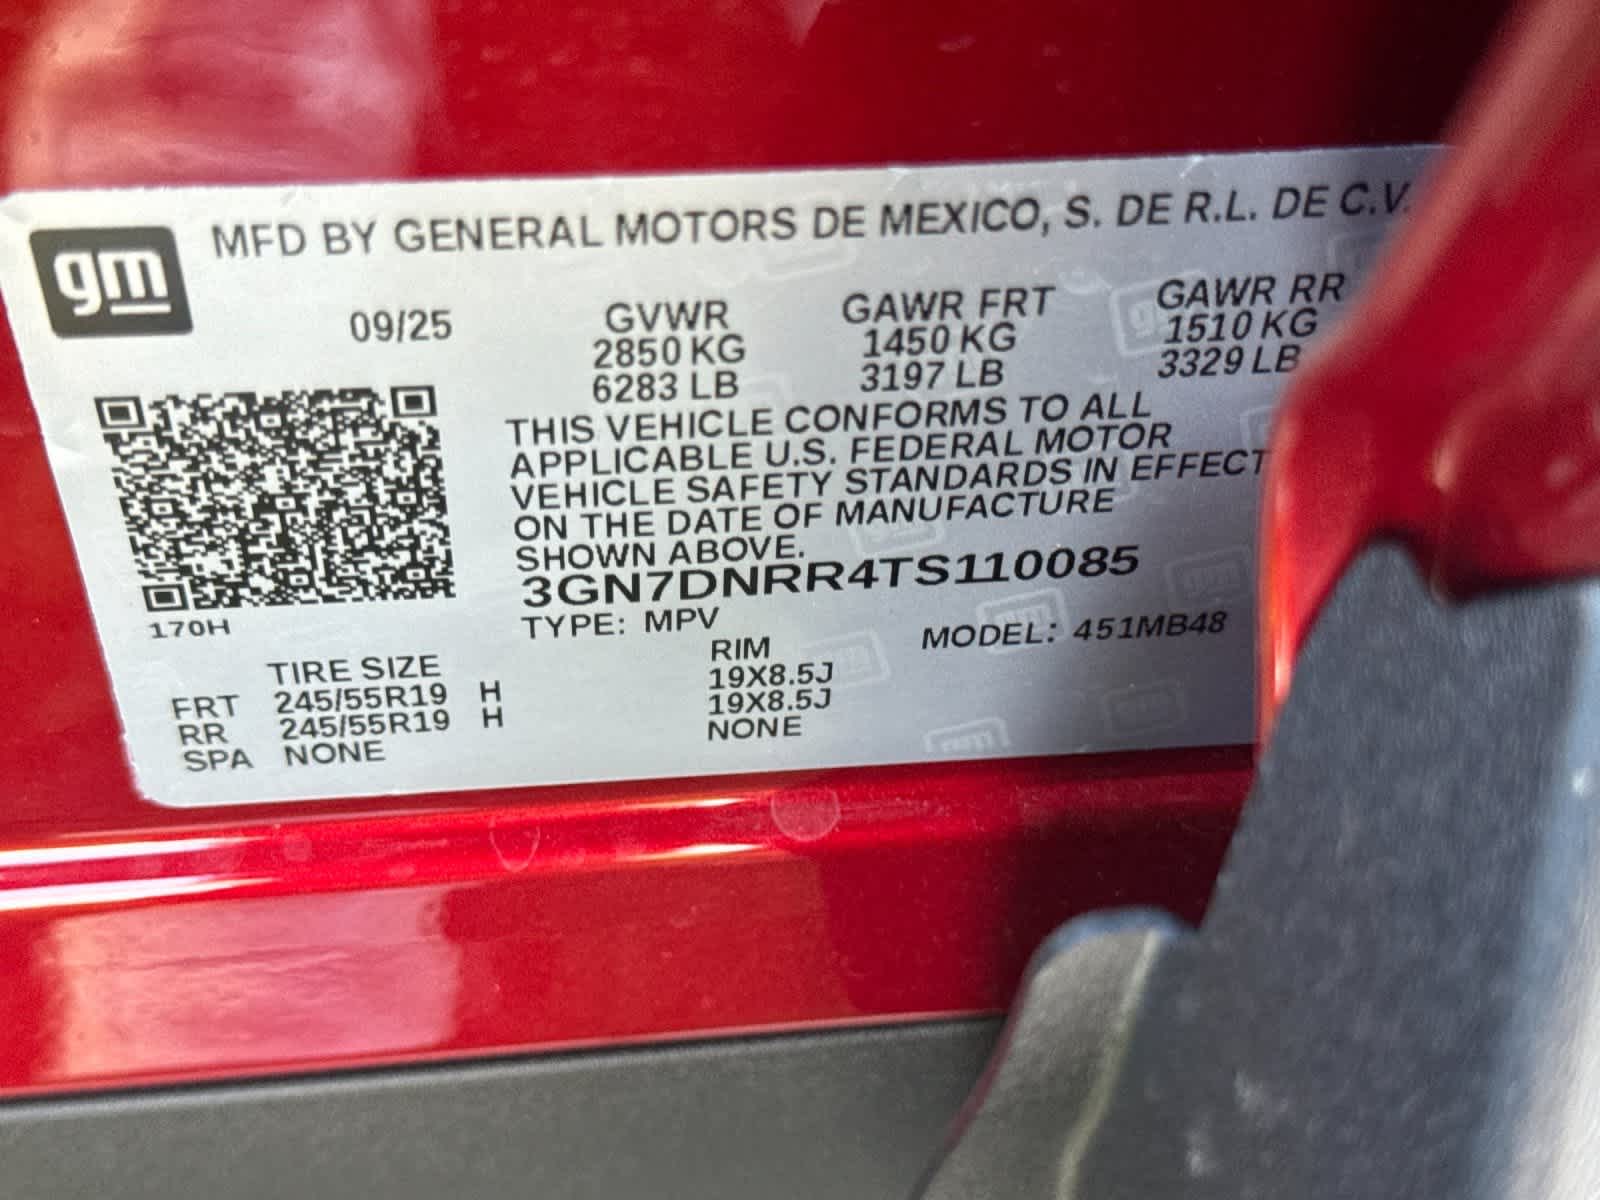 gm
MFD BY GENERAL MOTORS DE MEXICO, S. DE R.L. DE C.V.
09/25 GVWR GAWR FRT GAWR RR
2850 KG 1450 KG 1510 KG
6283 LB 3197 LB 3329 LB
THIS VEHICLE CONFORMS TO ALL
APPLICABLE U.S. FEDERAL MOTOR
VEHICLE SAFETY STANDARDS IN EFFECT
ON THE DATE OF MANUFACTURE
SHOWN ABOVE.
3GN7DNRR4TS110085
170H
TYPE: MPV MODEL: 451MB48
TIRE SIZE RIM
FRT 245/55R19 H 19X8.5J
RR 245/55R19 H 19X8.5J
SPA NONE NONE